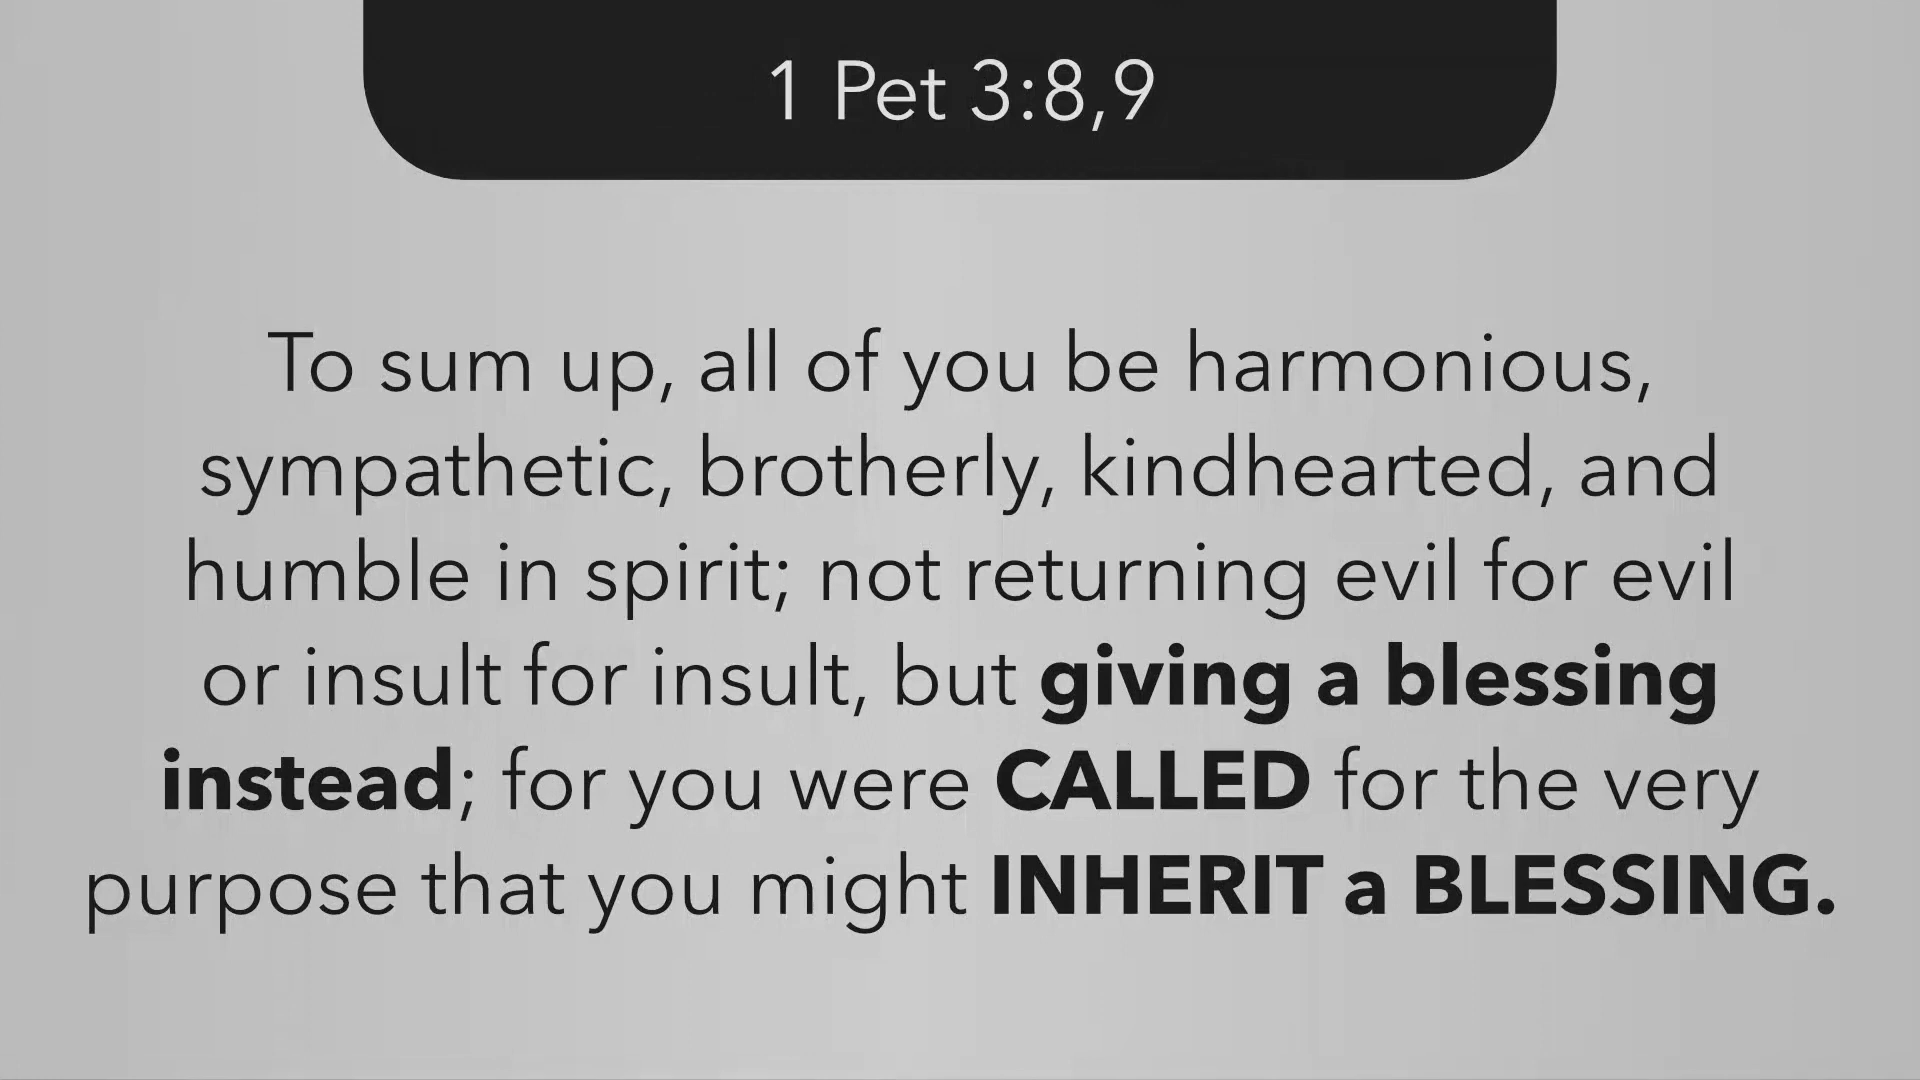 1 Pet 3:8,9
To sum up, all of you be harmonious,
sympathetic, brotherly, kindhearted, and
humble in spirit; not returning evil for evil
or insult for insult, but giving a blessing
instead; for you were CALLED for the very
purpose that you might INHERIT a BLESSING.